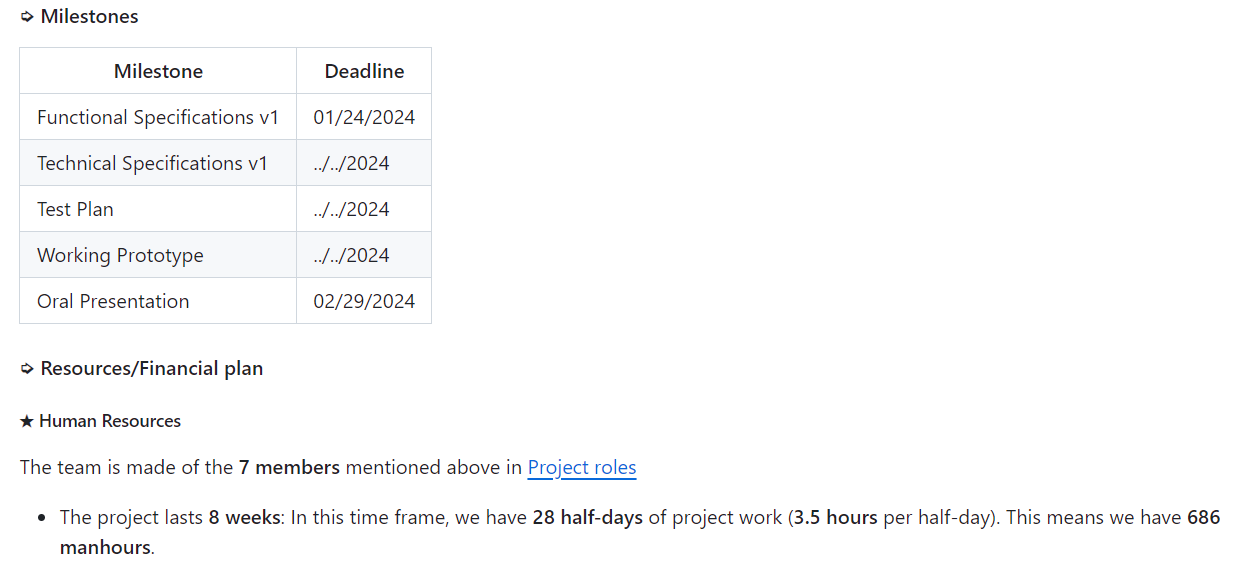 ➭ Milestones
Milestone Deadline
Functional Specifications v1 01/24/2024
Technical Specifications v1 ../../2024
Test Plan ../../2024
Working Prototype ../../2024
Oral Presentation 02/29/2024
➭ Resources/Financial plan
★ Human Resources
The team is made of the 7 members mentioned above in Project roles
• The project lasts 8 weeks: In this time frame, we have 28 half-days of project work (3.5 hours per half-day). This means we have 686
manhours.